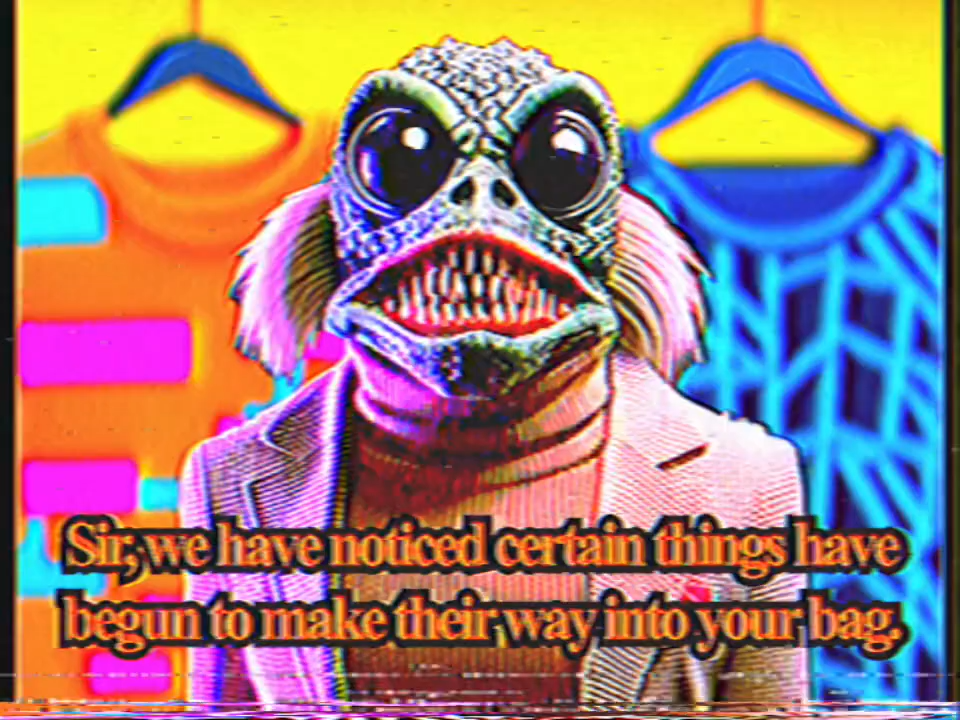 Sir, we have noticed certain things have
begun to make their way into your bag.